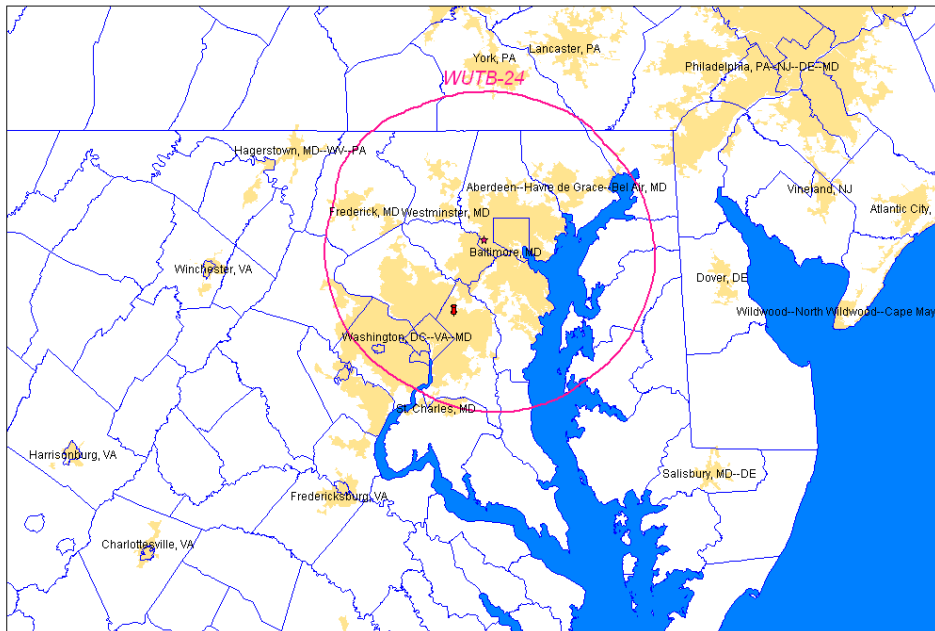 Lancaster, PA
York, PA
Philadelphia, PA--NJ--DE--MD
WUTB-24
Hagerstown, MD--WV--PA
Aberdeen--Havre de Grace--Bel Air, MD
Vineland, NJ
Frederick, MD
Westminster, MD
Atlantic City,
Baltimore, MD
Winchester, VA
Dover, DE
Wildwood--North Wildwood--Cape May
Washington, DC--VA--MD
St. Charles, MD
Harrisonburg, VA
Salisbury, MD--DE
Fredericksburg, VA
Charlottesville, VA